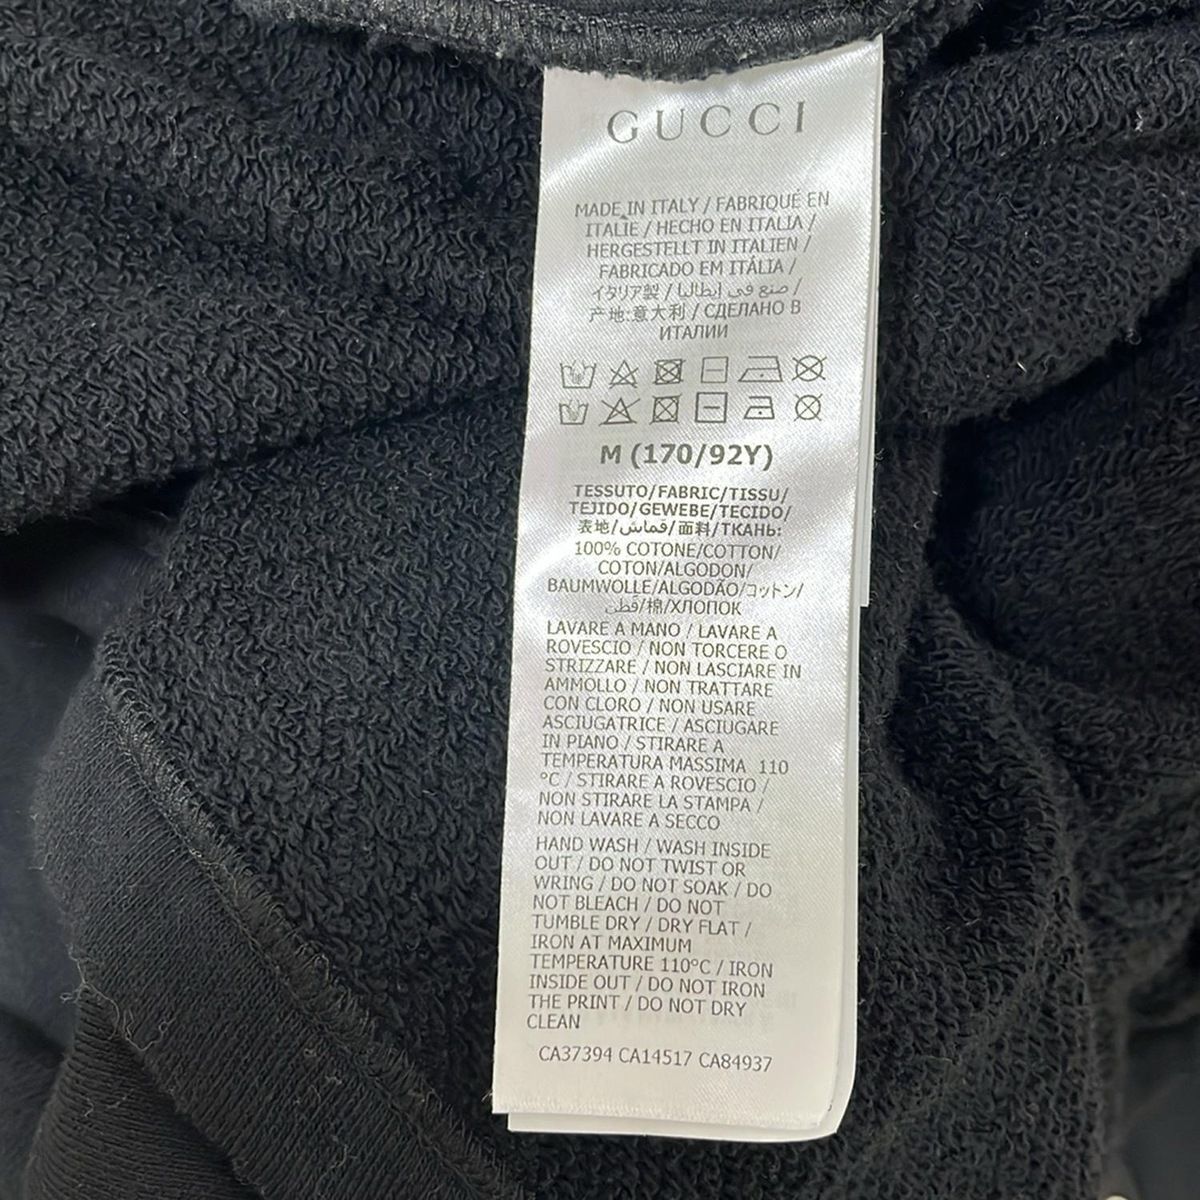 GUCCI
MADE IN ITALY / FABRIQUÉ EN
ITALIE / HECHO EN ITALIA /
HERGESTELLT IN ITALIEN /
FABRICADO EM ITÁLIA /
イタリア製 / صنع في إيطاليا /
产地:意大利 / СДЕЛАНО В
ИТАЛИИ
M (170/92Y)
TESSUTO/FABRIC/TISSU/
TEJIDO/GEWEBE/TECIDO/
表地/قماش/面料/ТКАНЬ:
100% COTONE/COTTON/
COTON/ALGODON/
BAUMWOLLE/ALGODÃO/コットン/
قطن/棉/ХЛОПОК
LAVARE A MANO / LAVARE A
ROVESCIO / NON TORCERE O
STRIZZARE / NON LASCIARE IN
AMMOLLO / NON TRATTARE
CON CLORO / NON USARE
ASCIUGATRICE / ASCIUGARE
IN PIANO / STIRARE A
TEMPERATURA MASSIMA 110
°C / STIRARE A ROVESCIO /
NON STIRARE LA STAMPA /
NON LAVARE A SECCO
HAND WASH / WASH INSIDE
OUT / DO NOT TWIST OR
WRING / DO NOT SOAK / DO
NOT BLEACH / DO NOT
TUMBLE DRY / DRY FLAT /
IRON AT MAXIMUM
TEMPERATURE 110°C / IRON
INSIDE OUT / DO NOT IRON
THE PRINT / DO NOT DRY
CLEAN
CA37394 CA14517 CA84937